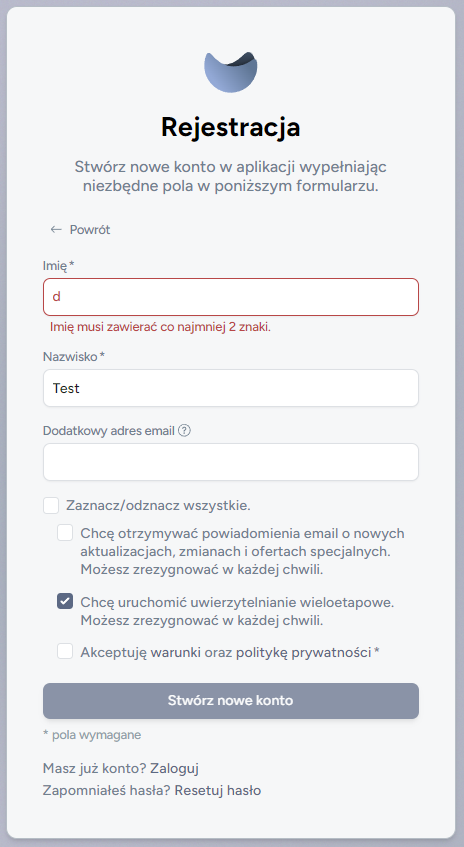 Rejestracja
Stwórz nowe konto w aplikacji wypełniając
niezbędne pola w poniższym formularzu.
← Powrót
Imię *
d
Imię musi zawierać co najmniej 2 znaki.
Nazwisko *
Test
Dodatkowy adres email ?
Zaznacz/odznacz wszystkie.
Chcę otrzymywać powiadomienia email o nowych
aktualizacjach, zmianach i ofertach specjalnych.
Możesz zrezygnować w każdej chwili.
Chcę uruchomić uwierzytelnianie wieloetapowe.
Możesz zrezygnować w każdej chwili.
Akceptuję warunki oraz politykę prywatności *
Stwórz nowe konto
* pola wymagane
Masz już konto? Zaloguj
Zapomniałeś hasła? Resetuj hasło